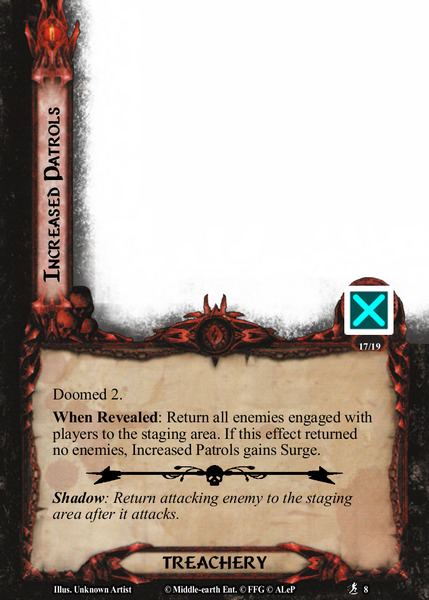 INCREASED PATROLS
17/19
Doomed 2.
When Revealed: Return all enemies engaged with
players to the staging area. If this effect returned
no enemies, Increased Patrols gains Surge.
Shadow: Return attacking enemy to the staging
area after it attacks.
TREACHERY
Illus. Unknown Artist © Middle-earth Ent. © FFG © ALeP 8